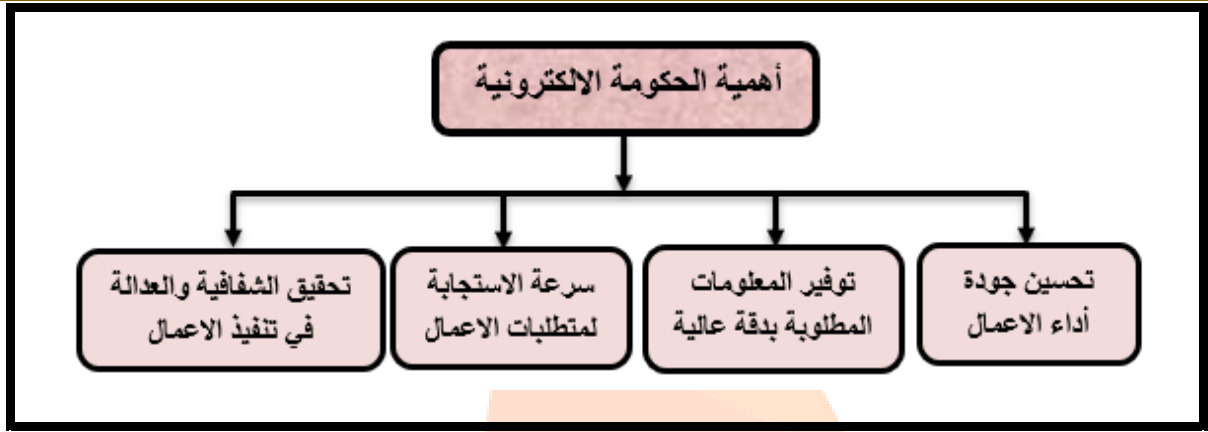 أهمية الحكومة الالكترونية
تحسين جودة
أداء الاعمال
توفير المعلومات
المطلوبة بدقة عالية
سرعة الاستجابة
لمتطلبات الاعمال
تحقيق الشفافية والعدالة
في تنفيذ الاعمال